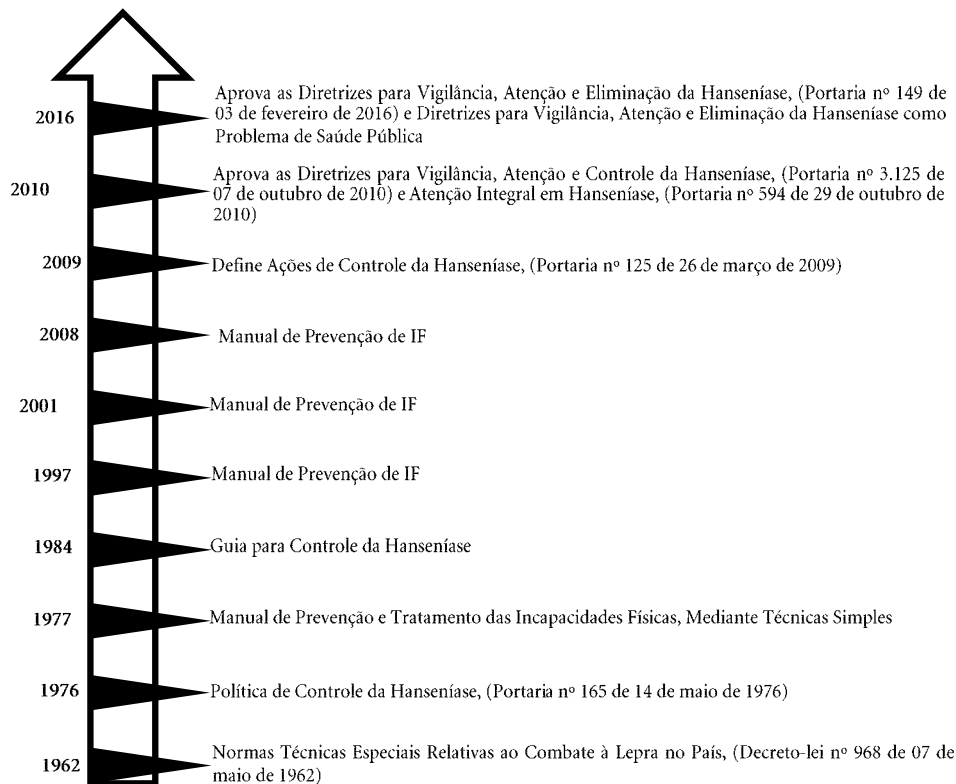 2016
Aprova as Diretrizes para Vigilância, Atenção e Eliminação da Hanseníase, (Portaria nº 149 de
03 de fevereiro de 2016) e Diretrizes para Vigilância, Atenção e Eliminação da Hanseníase como
Problema de Saúde Pública
2010
Aprova as Diretrizes para Vigilância, Atenção e Controle da Hanseníase, (Portaria nº 3.125 de
07 de outubro de 2010) e Atenção Integral em Hanseníase, (Portaria nº 594 de 29 de outubro de
2010)
2009
Define Ações de Controle da Hanseníase, (Portaria nº 125 de 26 de março de 2009)
2008
Manual de Prevenção de IF
2001
Manual de Prevenção de IF
1997
Manual de Prevenção de IF
1984
Guia para Controle da Hanseníase
1977
Manual de Prevenção e Tratamento das Incapacidades Físicas, Mediante Técnicas Simples
1976
Política de Controle da Hanseníase, (Portaria nº 165 de 14 de maio de 1976)
1962
Normas Técnicas Especiais Relativas ao Combate à Lepra no País, (Decreto-lei nº 968 de 07 de
maio de 1962)